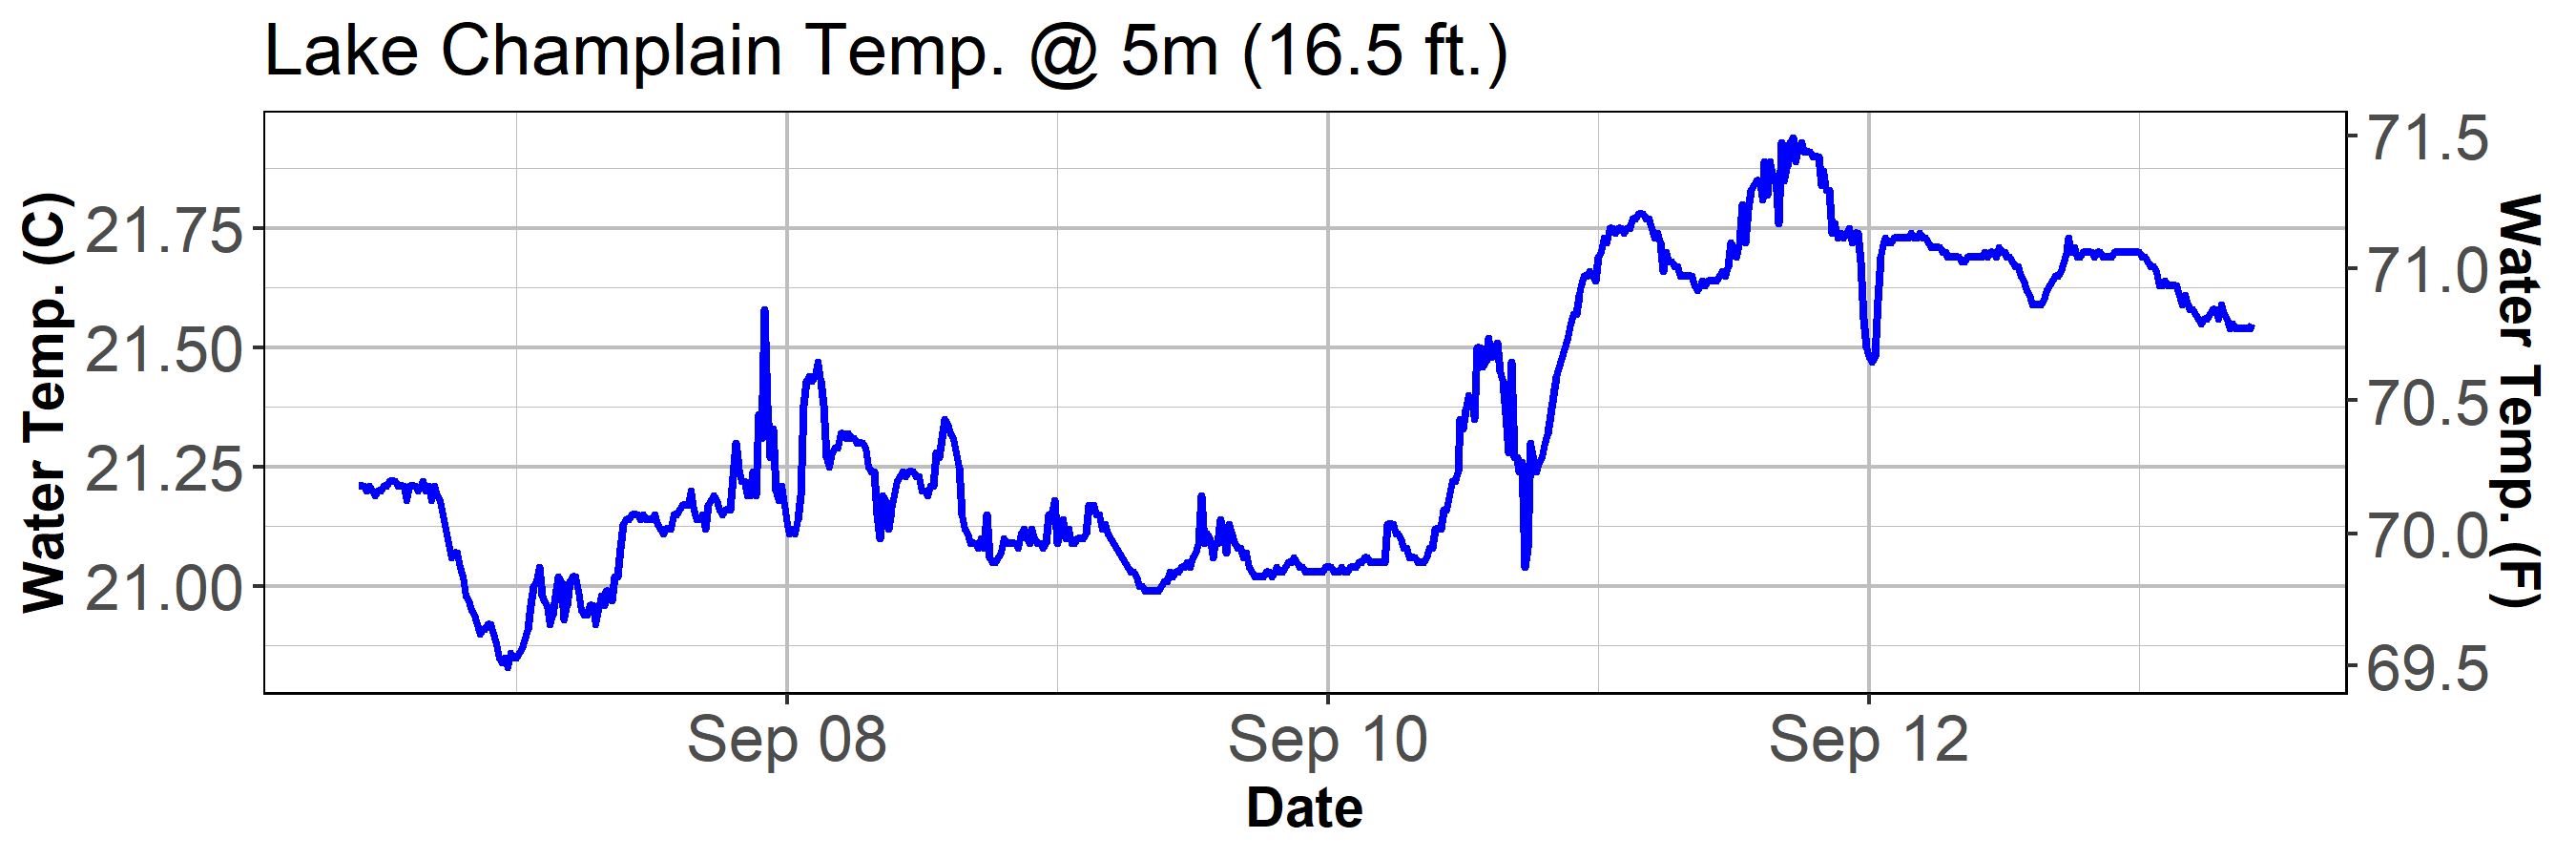 Lake Champlain Temp. @ 5m (16.5 ft.)
Water Temp. (C)
21.75
21.50
21.25
21.00
71.5
71.0
70.5
70.0
69.5
Water Temp. (F)
Sep 08
Sep 10
Sep 12
Date